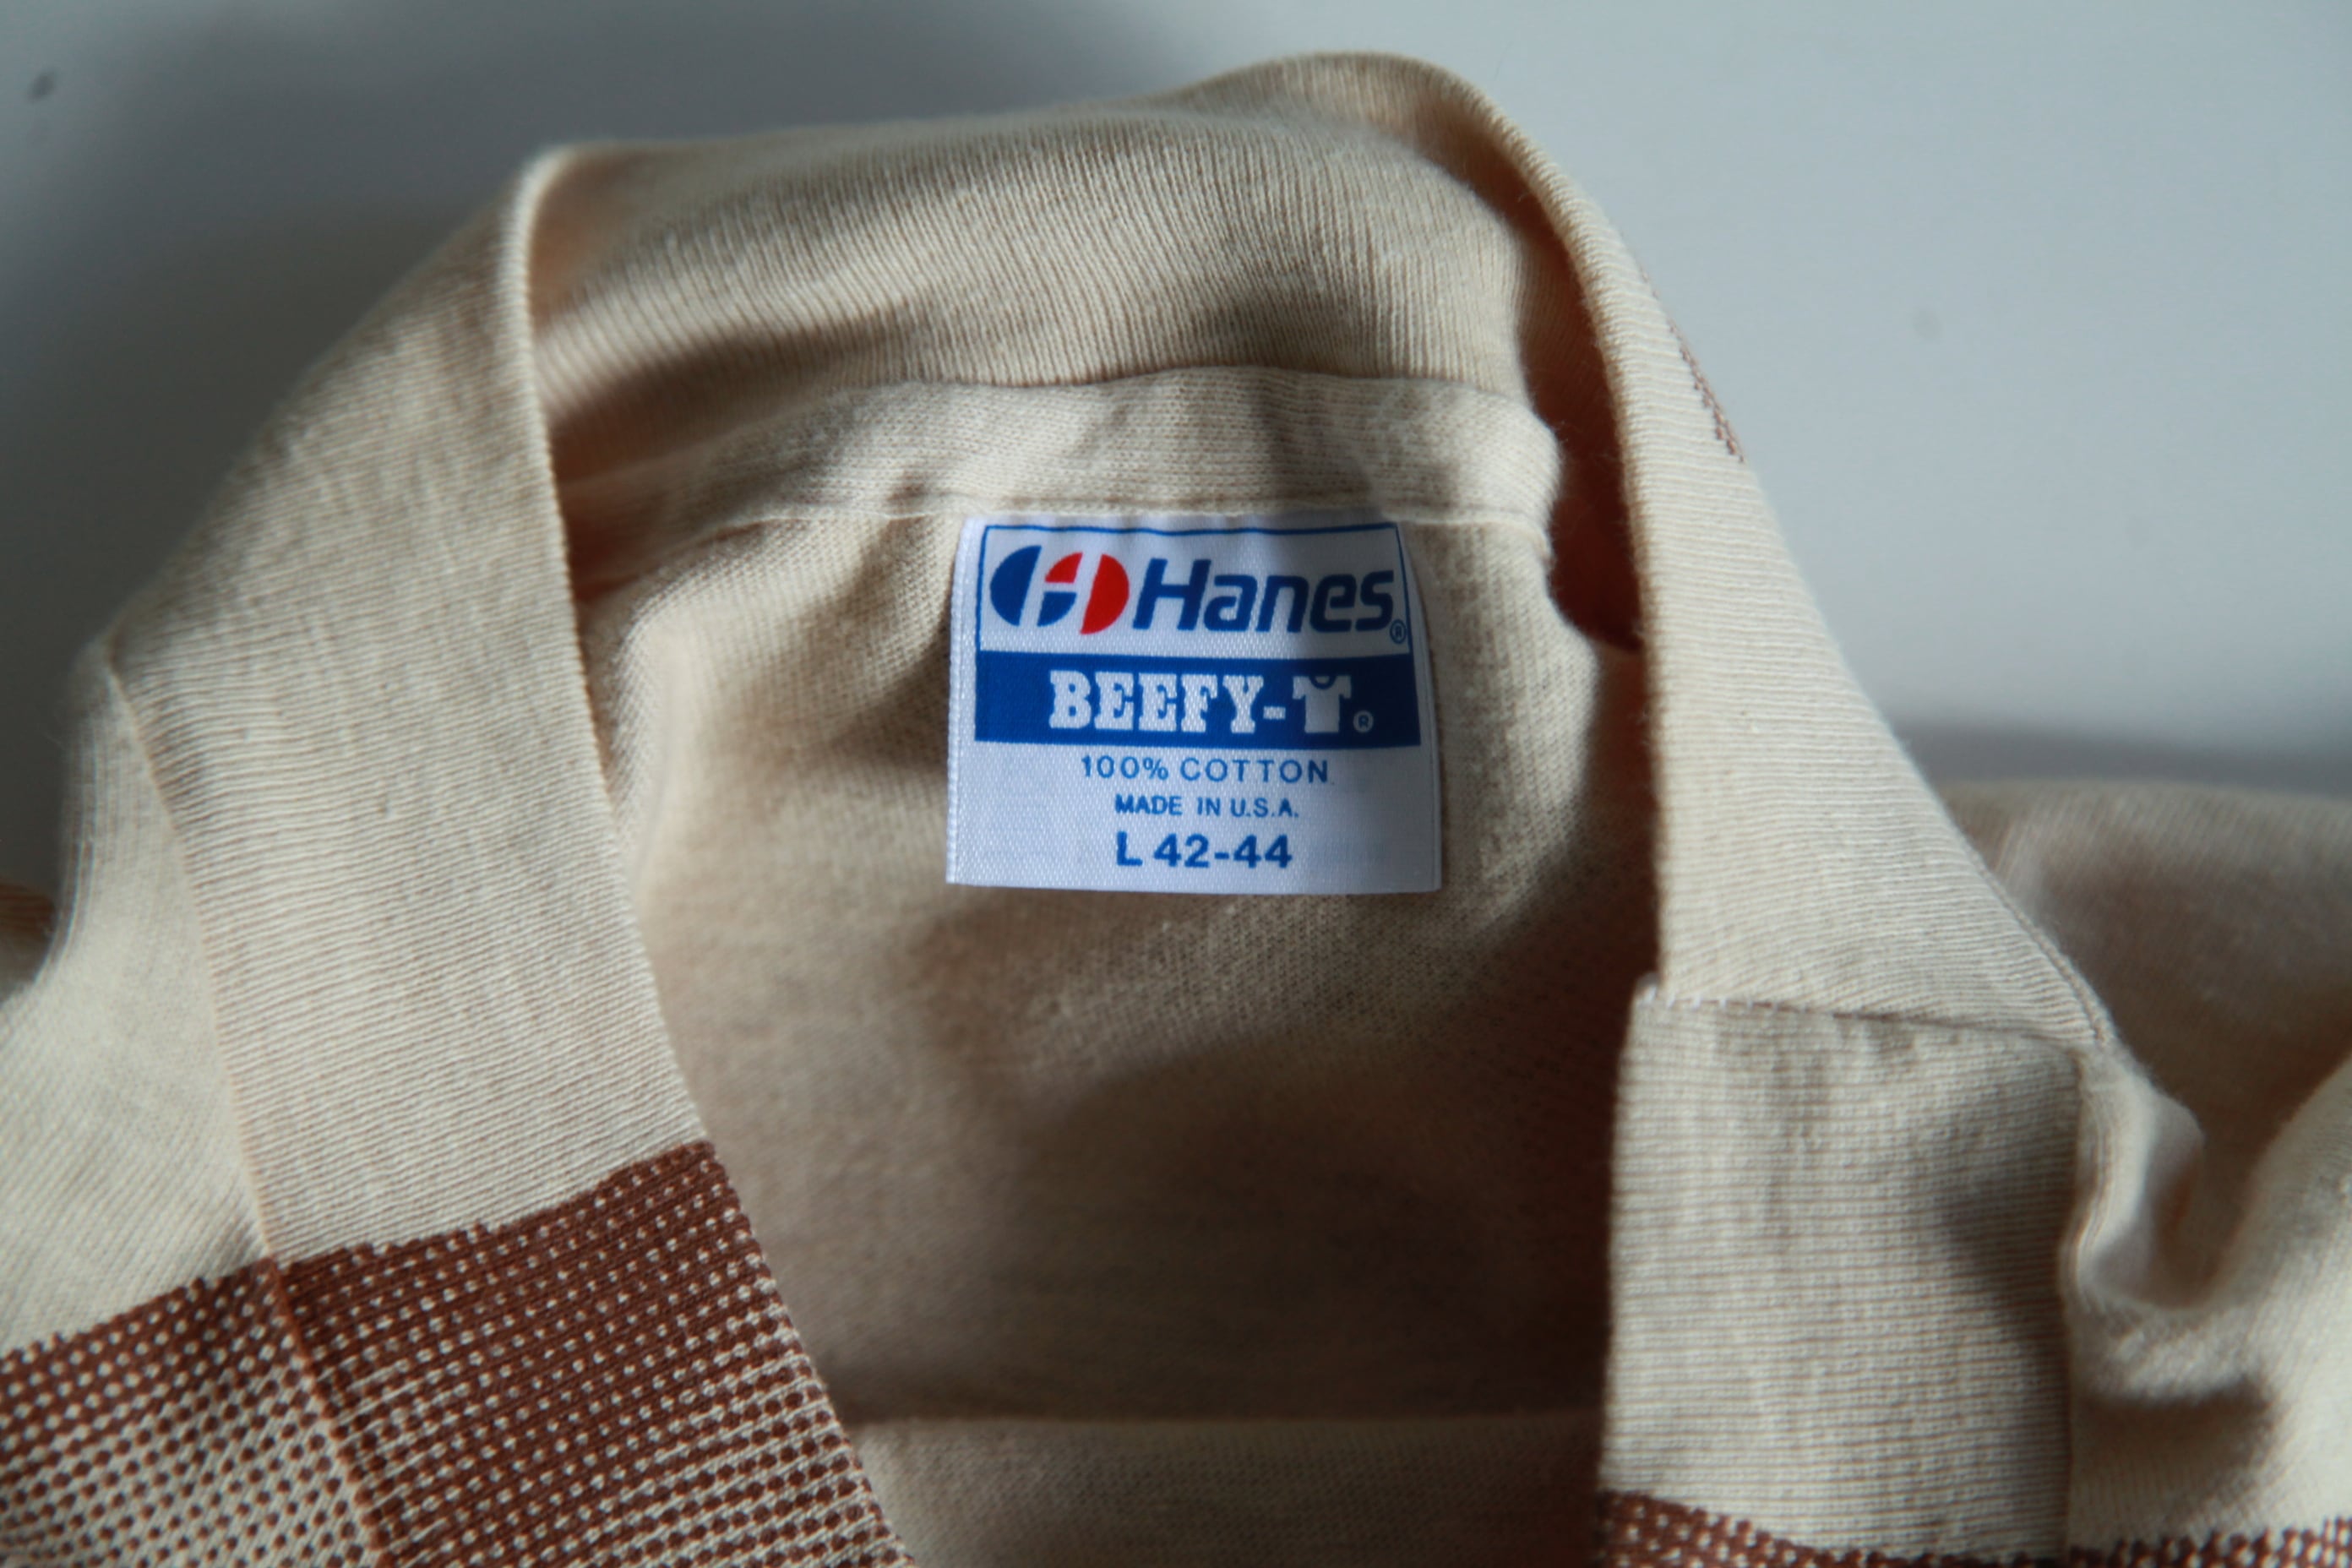 Hanes®
BEEFY-T®
100% COTTON
MADE IN U.S.A.
L 42-44